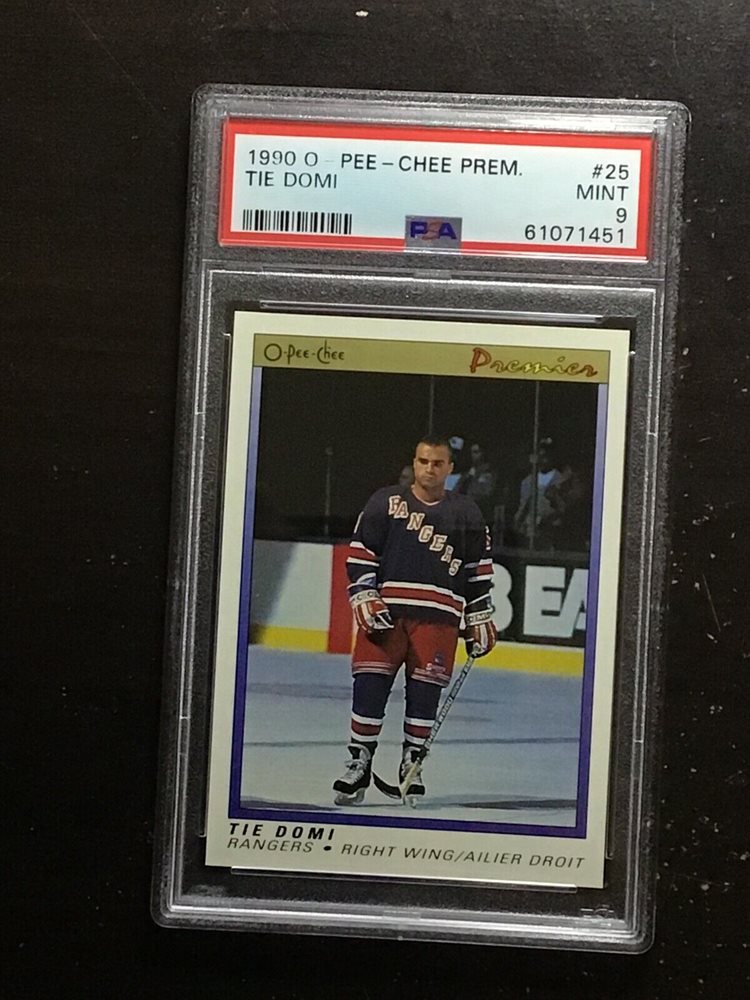 1990 O - PEE - CHEE PREM. #25
TIE DOMI MINT
9
PSA 61071451
O-Pee-Chee Premier
RANGERS
BEA
TIE DOMI
RANGERS • RIGHT WING/AILIER DROIT